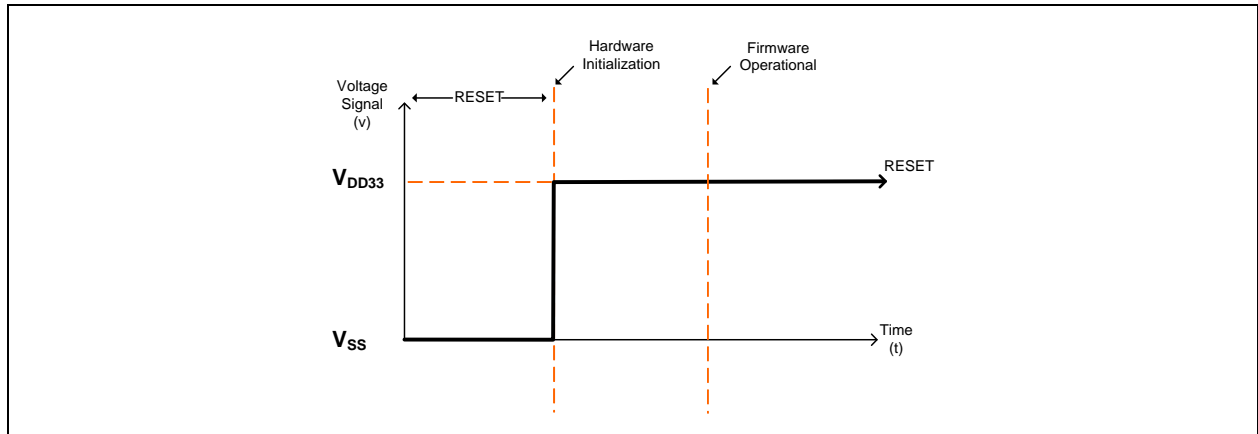 Hardware
Initialization
Firmware
Operational
Voltage
Signal
(v)
RESET
VDD33
RESET
VSS
Time
(t)